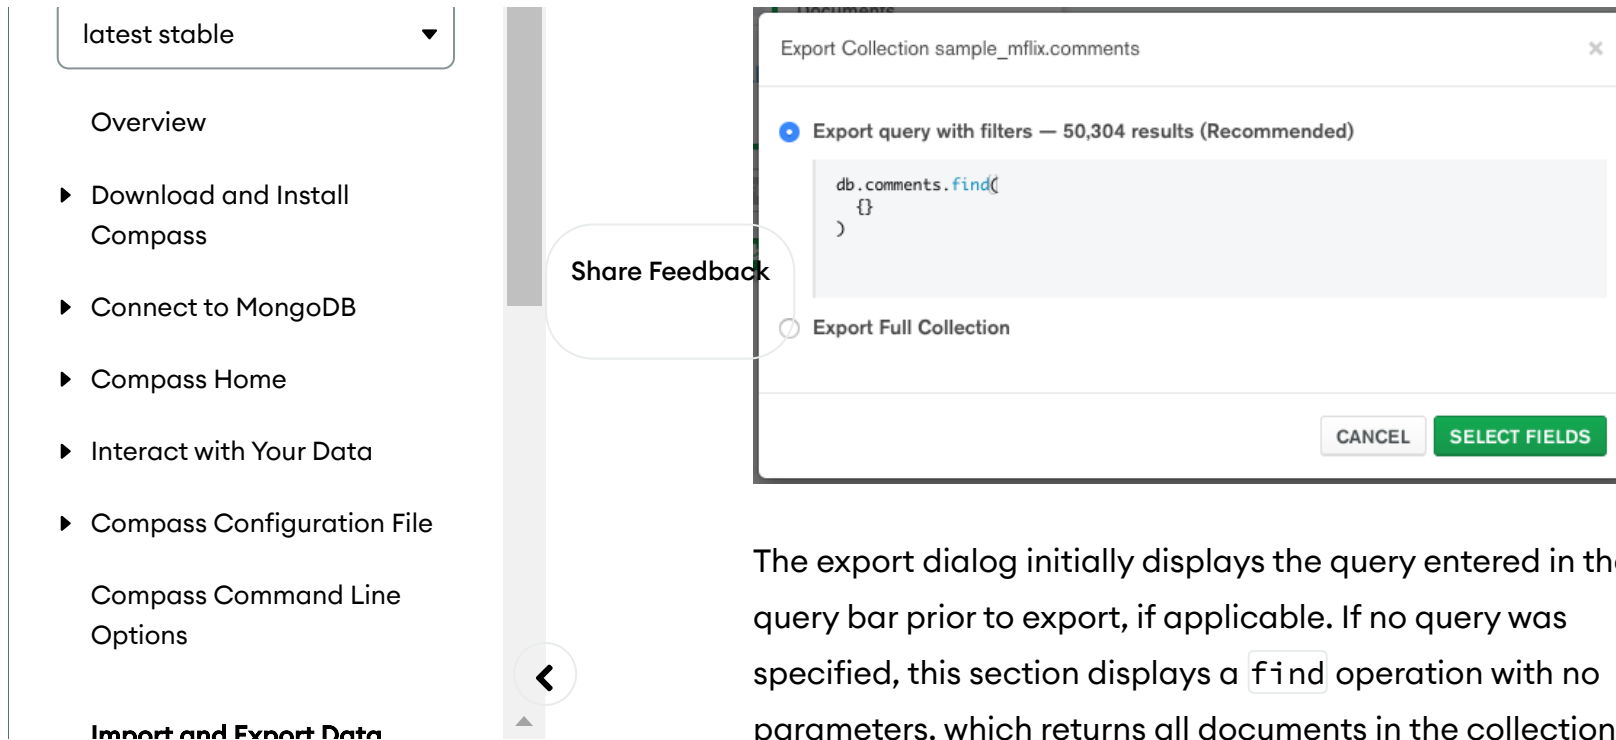 latest stable
Overview
Download and Install
Compass
Connect to MongoDB
Compass Home
Interact with Your Data
Compass Configuration File
Compass Command Line
Options
Import and Export Data
Share Feedback
Documents
Export Collection sample_mflix.comments
Export query with filters — 50,304 results (Recommended)
db.comments.find(
{}
)
Export Full Collection
CANCEL
SELECT FIELDS
The export dialog initially displays the query entered in the
query bar prior to export, if applicable. If no query was
specified, this section displays a find operation with no
parameters, which returns all documents in the collection